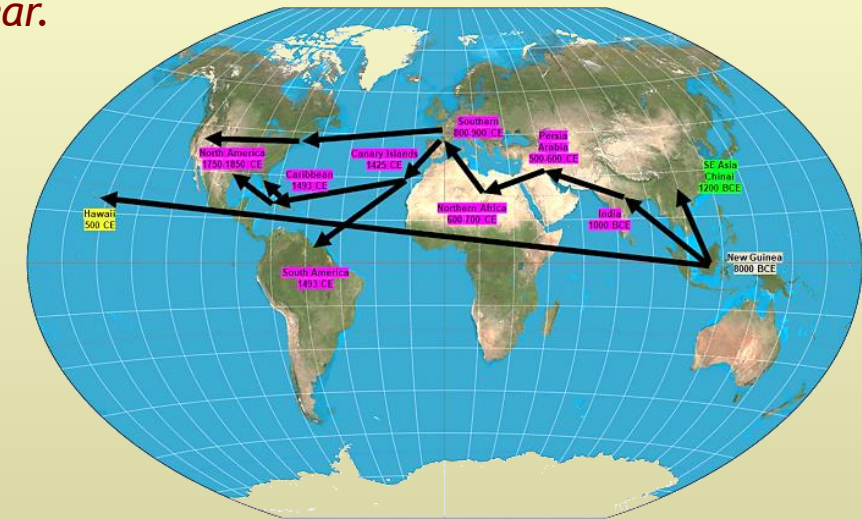 ear.
Southern
800-900 CE
Persia
Arabia
500-600 CE
North America
1750-1850 CE
Canary Islands
1425 CE
SE Asia
Chinai
1200 BCE
Caribbean
1493 CE
Hawaii
500 CE
Northern Africa
600-700 CE
India
1000 BCE
New Guinea
8000 BCE
South America
1493 CE